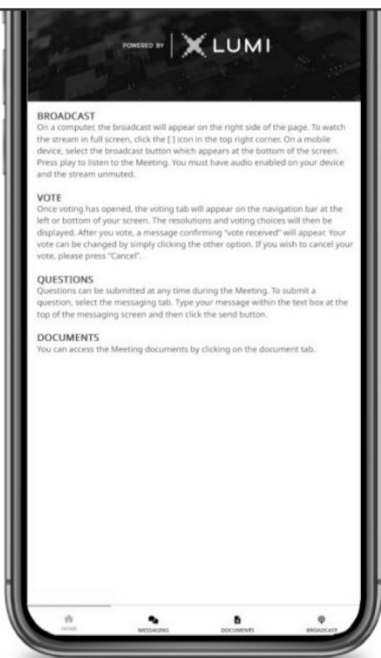 POWERED BY LUMI
BROADCAST
On a computer, the broadcast will appear on the right side of the page. To watch
the stream in full screen, click the [ ] icon in the top right corner. On a mobile
device, select the broadcast button which appears at the bottom of the screen.
Press play to listen to the Meeting. You must have audio enabled on your device
and the stream unmuted.
VOTE
Once voting has opened, the voting tab will appear on the navigation bar at the
left or bottom of your screen. The resolutions and voting choices will then be
displayed. After you vote, a message confirming “vote received” will appear. Your
vote can be changed by simply clicking the other option. If you wish to cancel your
vote, please press “Cancel”.
QUESTIONS
Questions can be submitted at any time during the Meeting. To submit a
question, select the messaging tab. Type your message within the text box at the
top of the messaging screen and then click the send button.
DOCUMENTS
You can access the Meeting documents by clicking on the document tab.
HOME MESSAGING DOCUMENTS BROADCAST